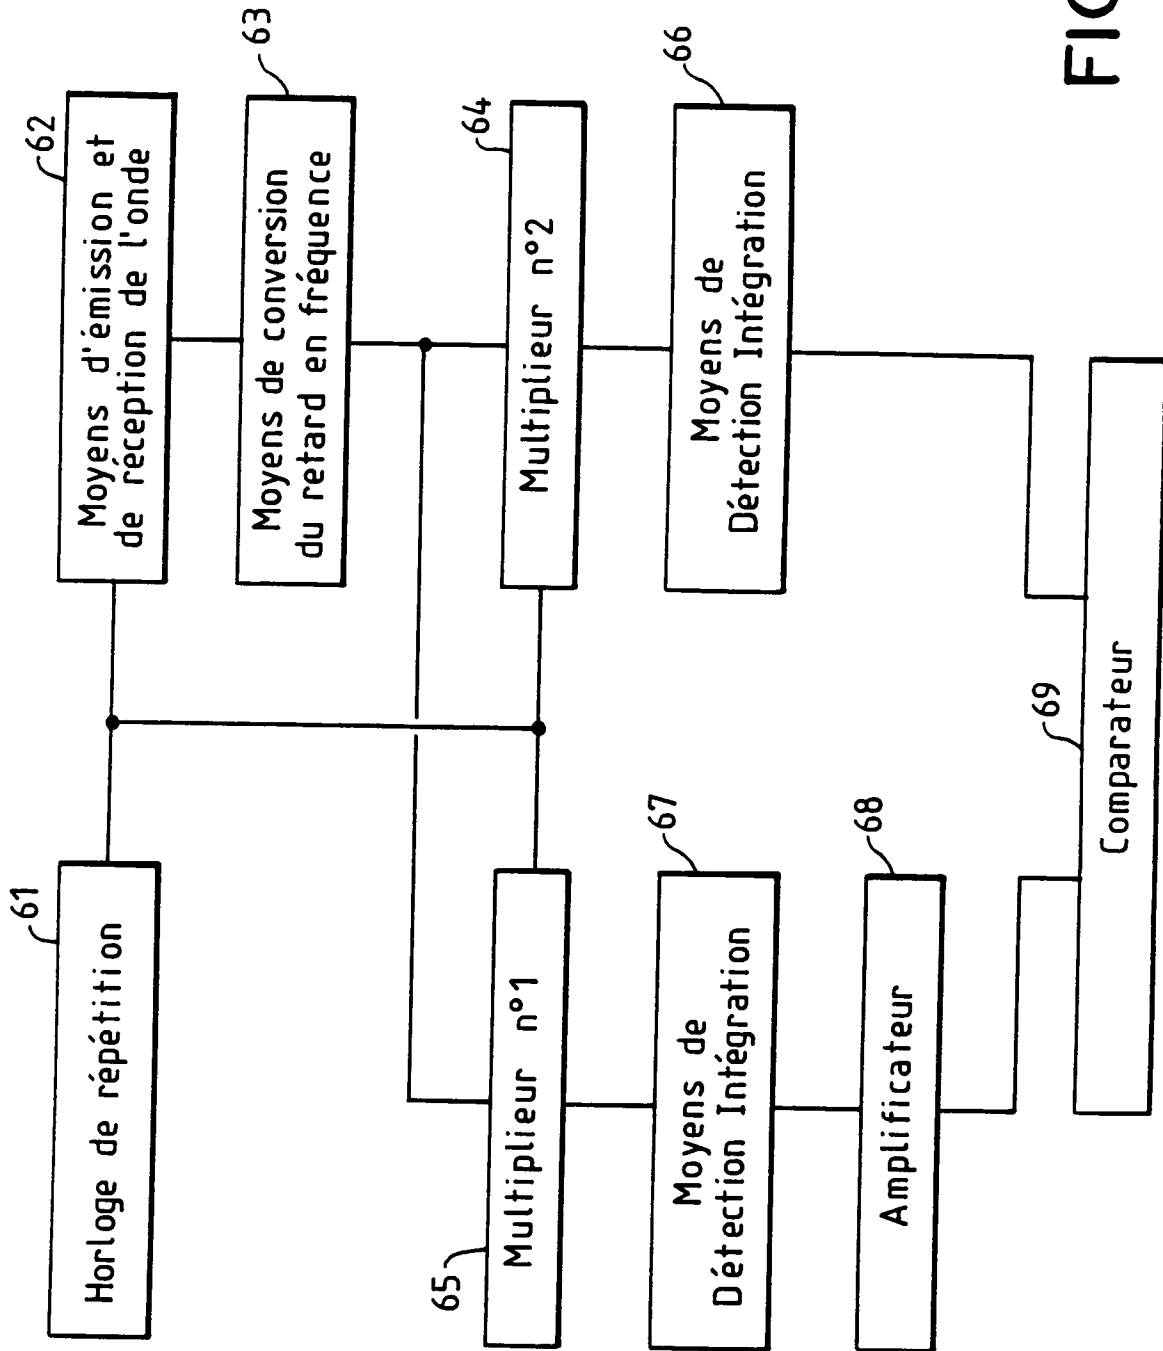 61
Horloge de répétition
62
Moyens d'émission et
de réception de l'onde
63
Moyens de conversion
du retard en fréquence
65
Multiplieur n°1
64
Multiplieur n°2
67
Moyens de
Détection Intégration
66
Moyens de
Détection Intégration
68
Amplificateur
69
Comparateur